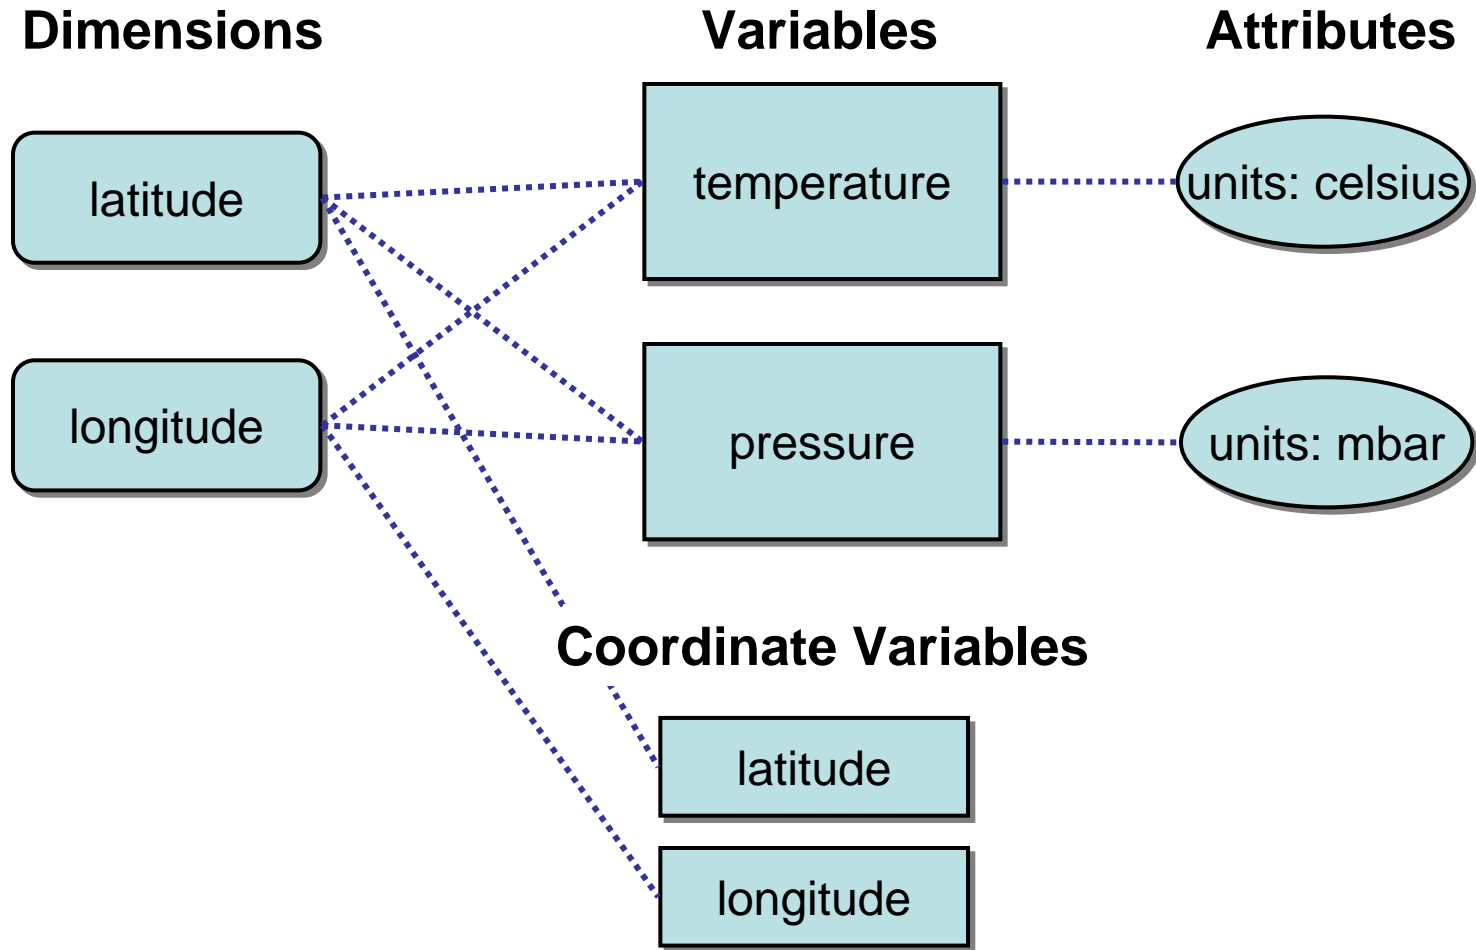 Dimensions
Variables
Attributes
latitude
temperature
units: celsius
longitude
pressure
units: mbar
Coordinate Variables
latitude
longitude